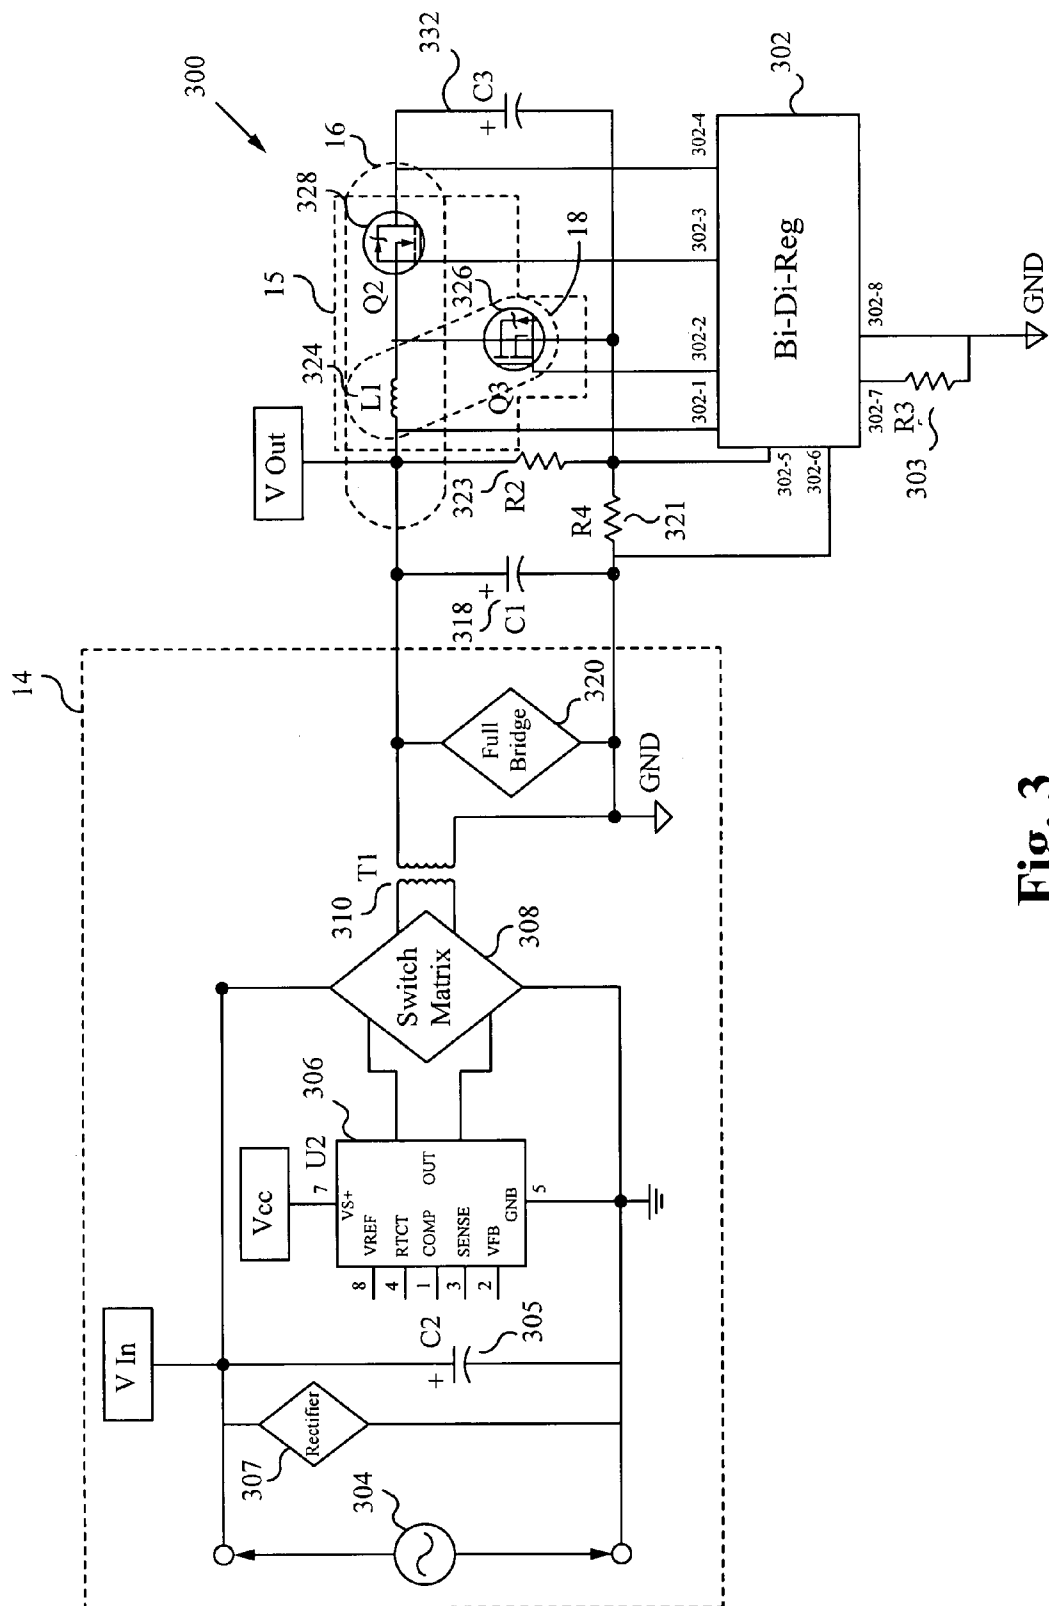 300
V In
Vcc
V Out
14
15
16
328
332
324
L1
Q2
C3
+
326
18
Q3
302
302-1
302-2
302-3
302-4
302-5
302-6
302-7
302-8
Bi-Di-Reg
R3
303
GND
323
R2
R4
321
318
C1
+
Full
Bridge
320
GND
T1
310
Switch
Matrix
308
306
U2
7
VS+
VREF
RTCT
COMP
SENSE
VFB
OUT
GNB
5
8
4
1
3
2
C2
+
305
Rectifier
307
304
Fig. 3